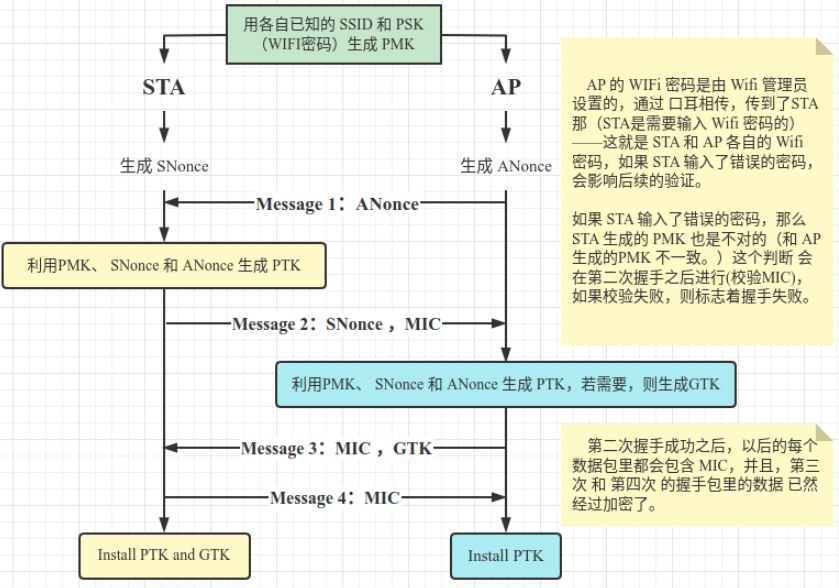 用各自已知的 SSID 和 PSK
（WIFI密码）生成 PMK
STA
AP
生成 SNonce
生成 ANonce
Message 1：ANonce
利用PMK、 SNonce 和 ANonce 生成 PTK
Message 2：SNonce ，MIC
利用PMK、 SNonce 和 ANonce 生成 PTK，若需要，则生成GTK
Message 3：MIC ，GTK
Message 4：MIC
Install PTK and GTK
Install PTK
AP 的 WIFi 密码是由 Wifi 管理员
设置的，通过 口耳相传，传到了STA
那（STA是需要输入 Wifi 密码的）
——这就是 STA 和 AP 各自的 Wifi
密码，如果 STA 输入了错误的密码，
会影响后续的验证。
如果 STA 输入了错误的密码，那么
STA 生成的 PMK 也是不对的（和 AP
生成的PMK 不一致。）这个判断 会
在第二次握手之后进行(校验MIC)，
如果校验失败，则标志着握手失败。
第二次握手成功之后，以后的每个
数据包里都会包含 MIC，并且，第三
次 和 第四次 的握手包里的数据 已然
经过加密了。